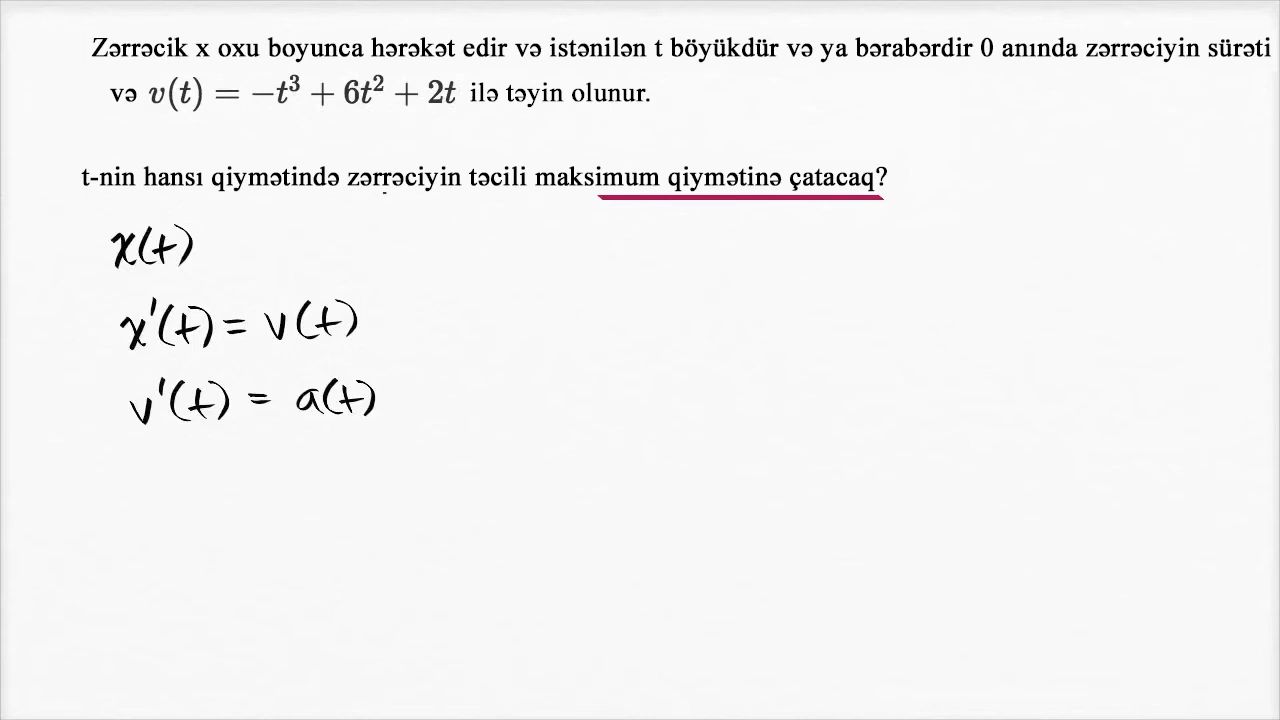 Zərrəcik x oxu boyunca hərəkət edir və istənilən t böyükdür və ya bərabərdir 0 anında zərrəciyin sürəti
və v(t) = −t³ + 6t² + 2t ilə təyin olunur.
t-nin hansı qiymətində zərrəciyin təcili maksimum qiymətinə çatacaq?
x(t)
x'(t) = v(t)
v'(t) = a(t)